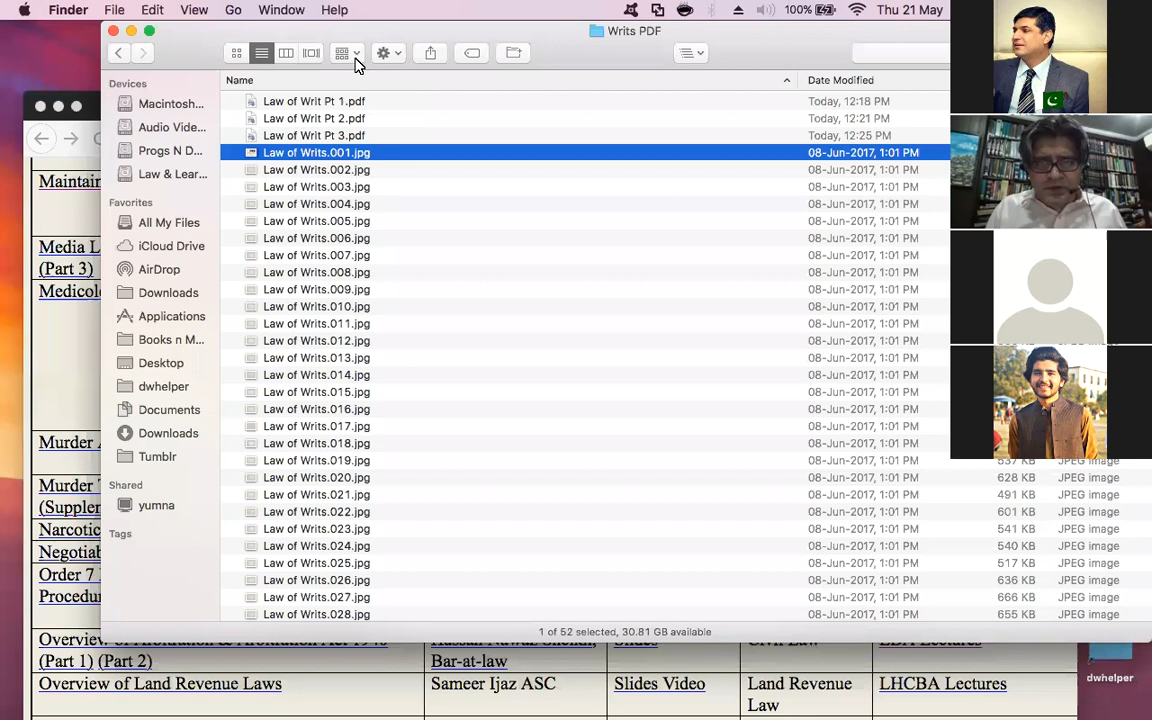 Finder File Edit View Go Window Help 100% Thu 21 May
Writs PDF
Name Date Modified
Devices
Macintosh...
Audio Vide...
Progs N D...
Law & Lear...
Favorites
All My Files
iCloud Drive
AirDrop
Downloads
Applications
Books n M...
Desktop
dwhelper
Documents
Downloads
Tumblr
Shared
yumna
Tags
Law of Writ Pt 1.pdf Today, 12:18 PM
Law of Writ Pt 2.pdf Today, 12:21 PM
Law of Writ Pt 3.pdf Today, 12:25 PM
Law of Writs.001.jpg 08-Jun-2017, 1:01 PM
Law of Writs.002.jpg 08-Jun-2017, 1:01 PM
Law of Writs.003.jpg 08-Jun-2017, 1:01 PM
Law of Writs.004.jpg 08-Jun-2017, 1:01 PM
Law of Writs.005.jpg 08-Jun-2017, 1:01 PM
Law of Writs.006.jpg 08-Jun-2017, 1:01 PM
Law of Writs.007.jpg 08-Jun-2017, 1:01 PM
Law of Writs.008.jpg 08-Jun-2017, 1:01 PM
Law of Writs.009.jpg 08-Jun-2017, 1:01 PM
Law of Writs.010.jpg 08-Jun-2017, 1:01 PM
Law of Writs.011.jpg 08-Jun-2017, 1:01 PM
Law of Writs.012.jpg 08-Jun-2017, 1:01 PM
Law of Writs.013.jpg 08-Jun-2017, 1:01 PM
Law of Writs.014.jpg 08-Jun-2017, 1:01 PM
Law of Writs.015.jpg 08-Jun-2017, 1:01 PM
Law of Writs.016.jpg 08-Jun-2017, 1:01 PM
Law of Writs.017.jpg 08-Jun-2017, 1:01 PM
Law of Writs.018.jpg 08-Jun-2017, 1:01 PM
Law of Writs.019.jpg 08-Jun-2017, 1:01 PM 537 KB JPEG image
Law of Writs.020.jpg 08-Jun-2017, 1:01 PM 628 KB JPEG image
Law of Writs.021.jpg 08-Jun-2017, 1:01 PM 491 KB JPEG image
Law of Writs.022.jpg 08-Jun-2017, 1:01 PM 601 KB JPEG image
Law of Writs.023.jpg 08-Jun-2017, 1:01 PM 541 KB JPEG image
Law of Writs.024.jpg 08-Jun-2017, 1:01 PM 540 KB JPEG image
Law of Writs.025.jpg 08-Jun-2017, 1:01 PM 517 KB JPEG image
Law of Writs.026.jpg 08-Jun-2017, 1:01 PM 636 KB JPEG image
Law of Writs.027.jpg 08-Jun-2017, 1:01 PM 666 KB JPEG image
Law of Writs.028.jpg 08-Jun-2017, 1:01 PM 655 KB JPEG image
1 of 52 selected, 30.81 GB available
Maintain
Media L
(Part 3)
Medicol
Murder
Murder
(Supplem
Narcotic
Negotiab
Order 7
Procedur
Overview of Arbitration & Arbitration Act 1940
(Part 1) (Part 2)
Hassan Nawaz Sheikh,
Bar-at-law
Slides
Civil Law
LBA Lectures
Overview of Land Revenue Laws
Sameer Ijaz ASC
Slides Video
Land Revenue
Law
LHCBA Lectures
dwhelper